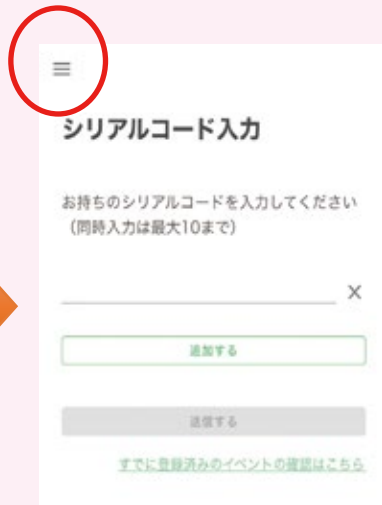 シリアルコード入力
お持ちのシリアルコードを入力してください
（同時入力は最大10まで）
X
追加する
送信する
すでに登録済みのイベントの確認はこちら